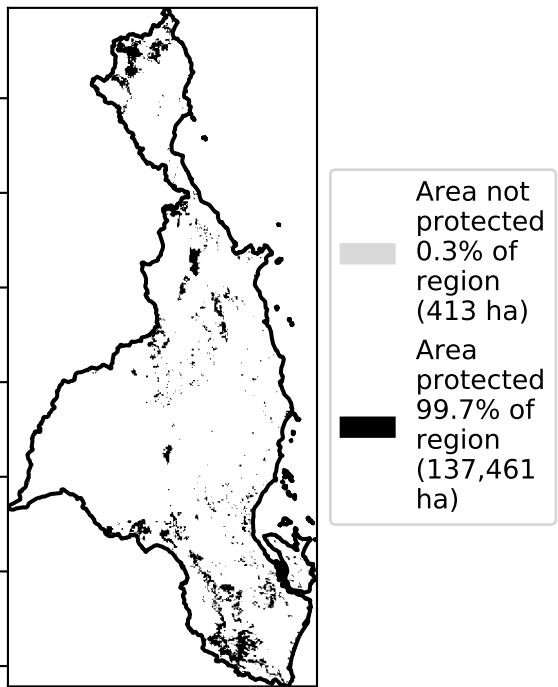 Area not
protected
0.3% of
region
(413 ha)
Area
protected
99.7% of
region
(137,461
ha)